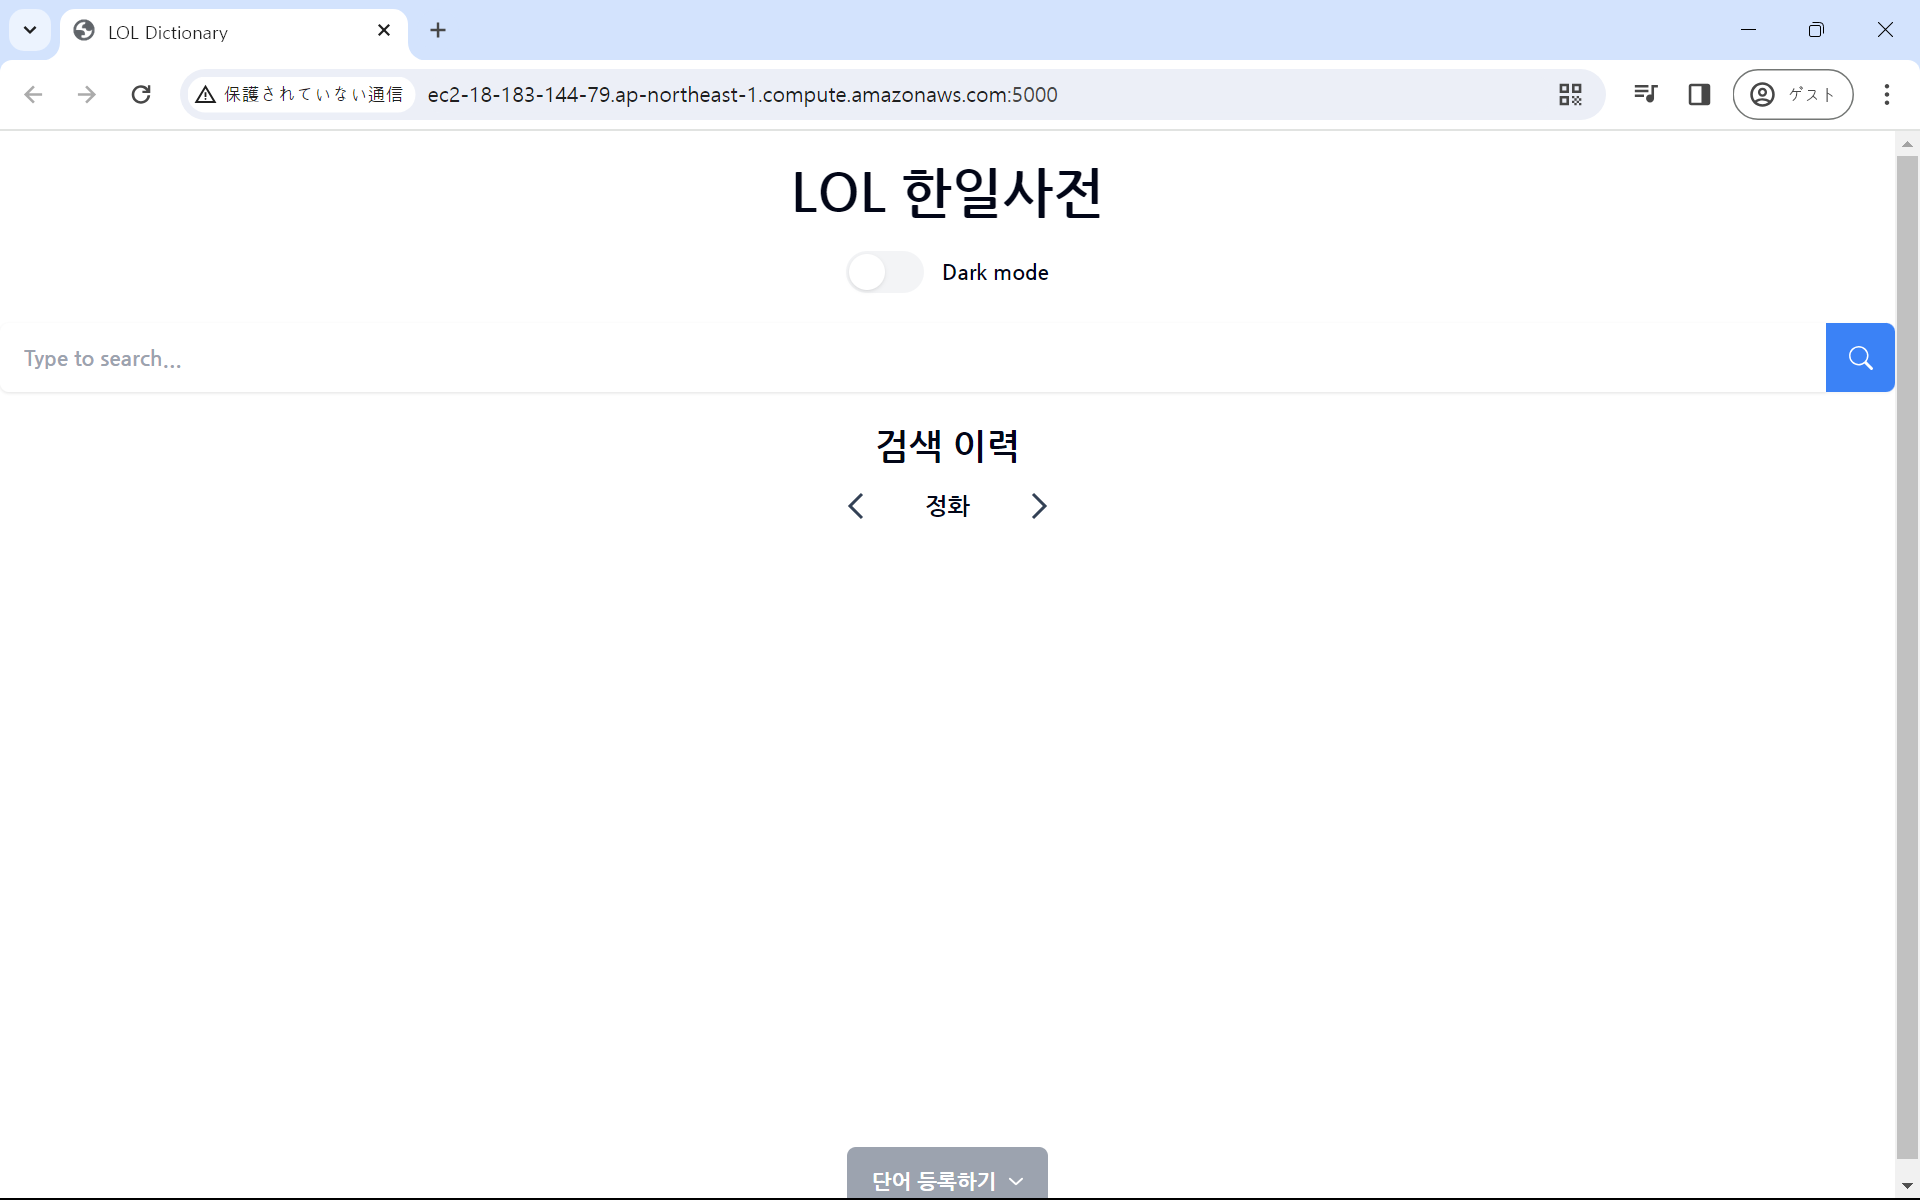 LOL Dictionary
保護されていない通信
ec2-18-183-144-79.ap-northeast-1.compute.amazonaws.com:5000
ゲスト
LOL 한일사전
Dark mode
Type to search...
검색 이력
정화
단어 등록하기